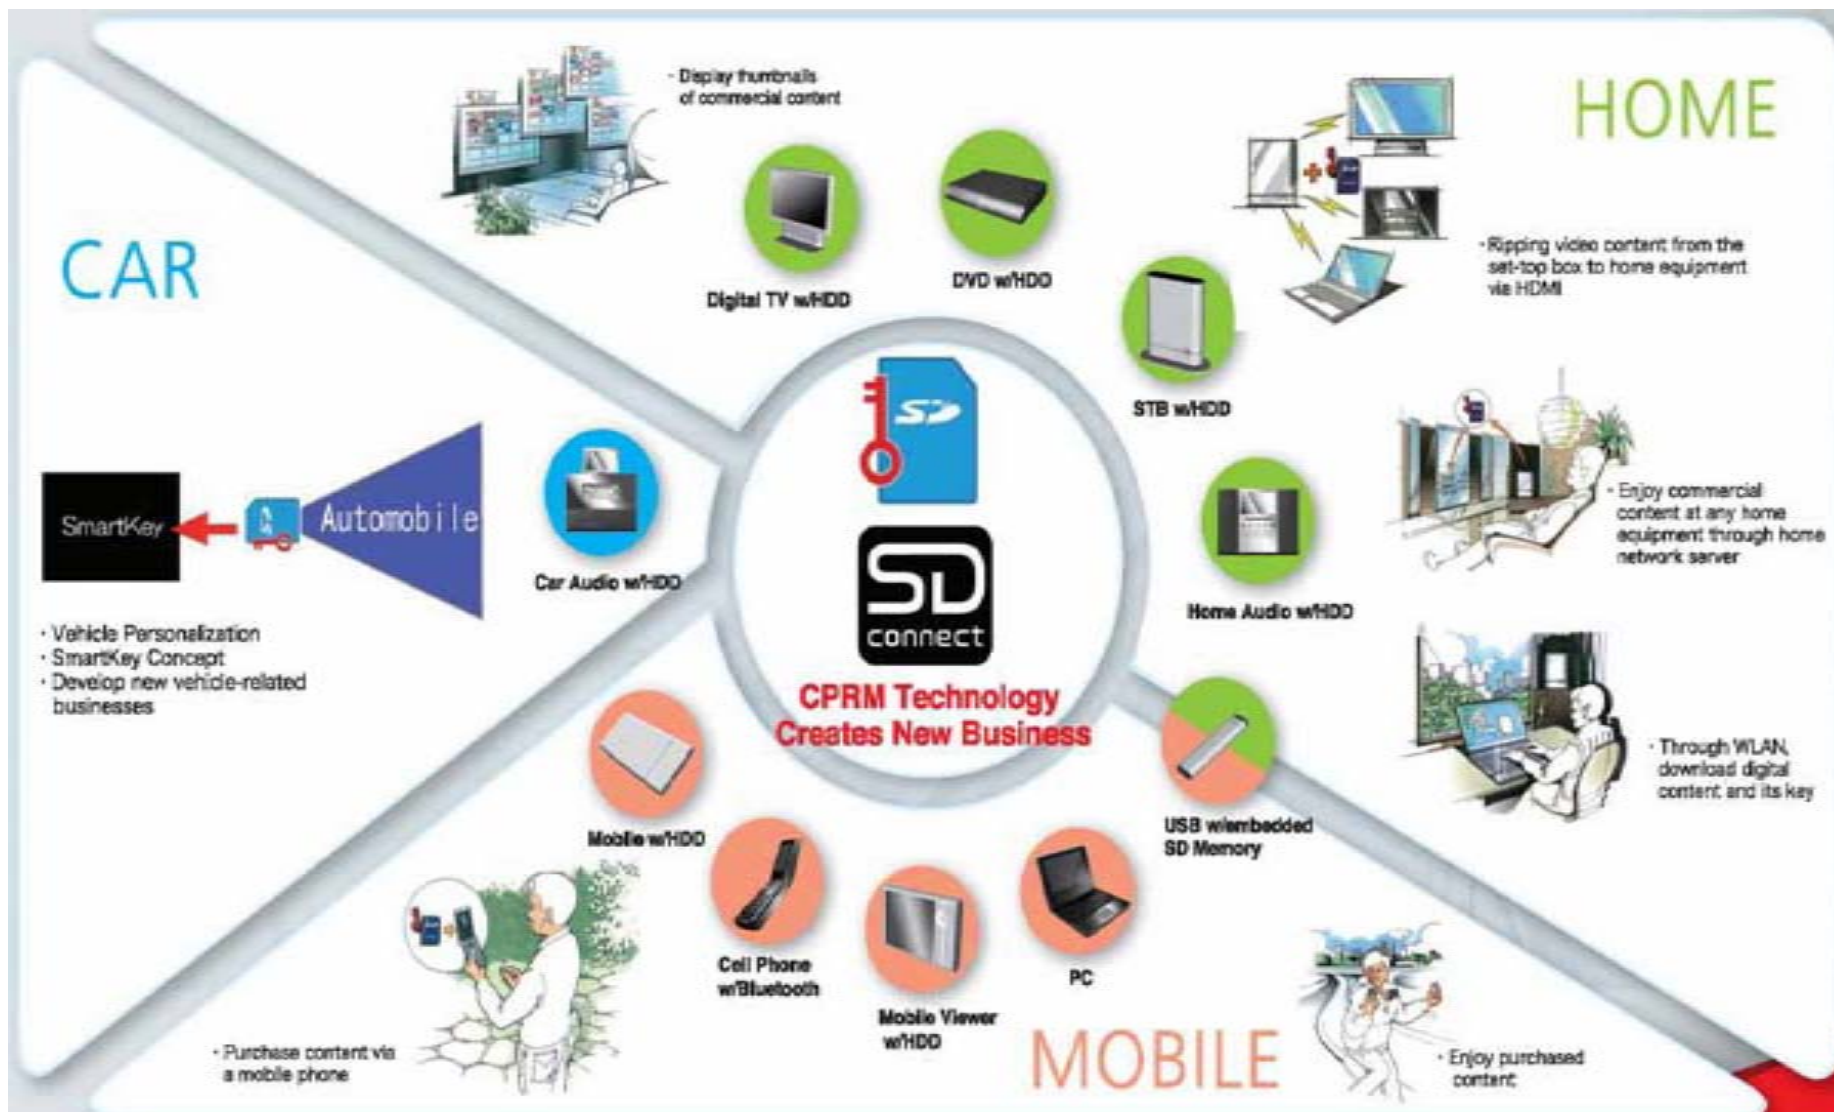 · Display thumbnails
of commercial content
HOME
CAR
Digital TV w/HDD
DVD w/HDD
· Ripping video content from the
set-top box to home equipment
via HDMI
STB w/HDD
SD
· Enjoy commercial
content at any home
equipment through home
network server
SmartKey
Automobile
Car Audio w/HDD
Home Audio w/HDD
SD
connect
CPRM Technology
Creates New Business
· Vehicle Personalization
· SmartKey Concept
· Develop new vehicle-related
businesses
· Through WLAN,
download digital
content and its key
Mobile w/HDD
USB w/embedded
SD Memory
Cell Phone
w/Bluetooth
PC
Mobile Viewer
w/HDD
MOBILE
· Purchase content via
a mobile phone
· Enjoy purchased
content